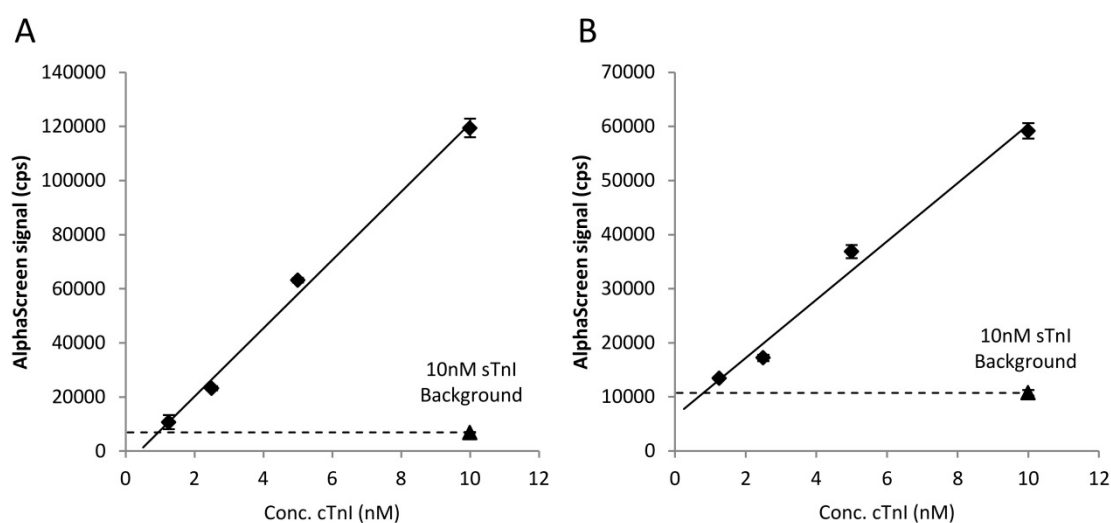 A
AlphaScreen signal (cps)
140000
120000
100000
80000
60000
40000
20000
0
0 2 4 6 8 10 12
Conc. cTnI (nM)
10nM sTnI
Background
B
AlphaScreen signal (cps)
70000
60000
50000
40000
30000
20000
10000
0
0 2 4 6 8 10 12
Conc. cTnI (nM)
10nM sTnI
Background